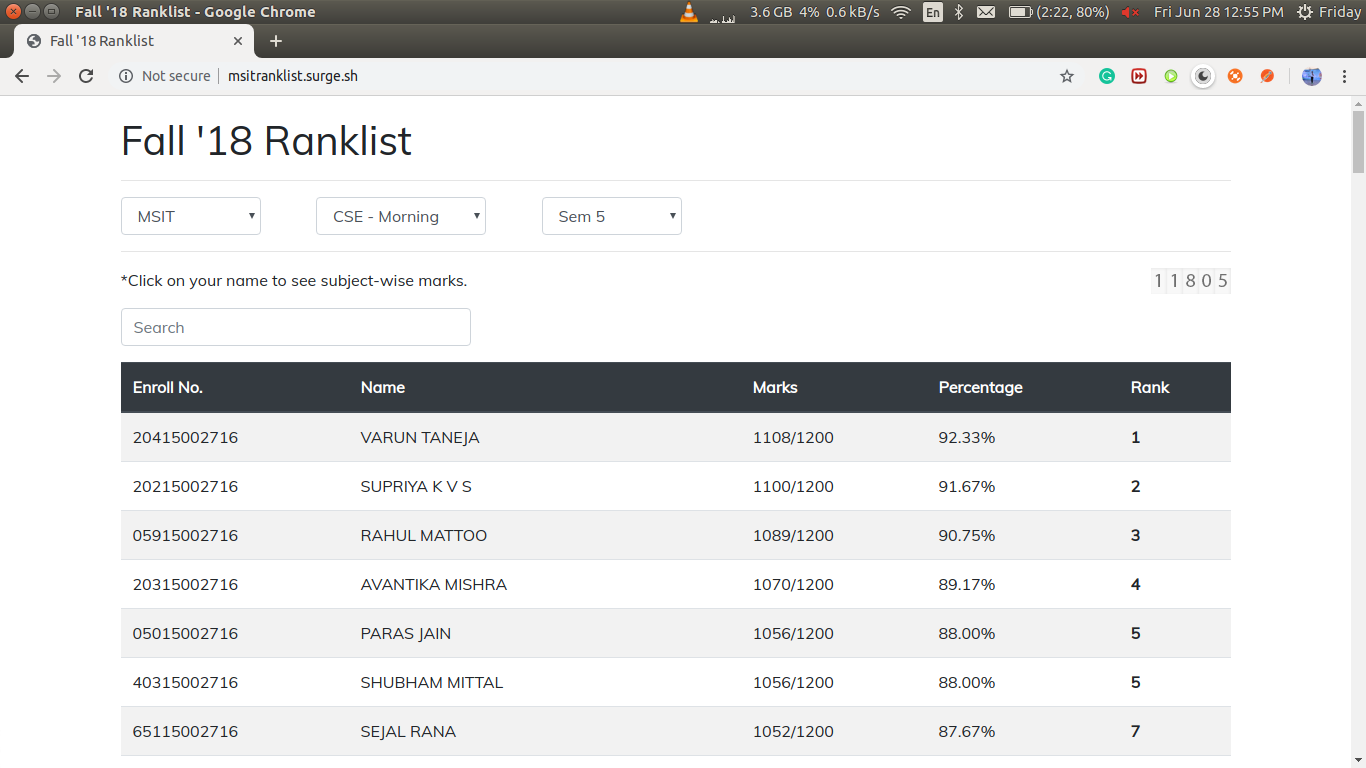 Fall '18 Ranklist - Google Chrome 3.6 GB 4% 0.6 kB/s En (2:22, 80%) Fri Jun 28 12:55 PM Friday
Fall '18 Ranklist
Not secure msitranklist.surge.sh
Fall '18 Ranklist
MSIT CSE - Morning Sem 5
*Click on your name to see subject-wise marks. 11805
Search
Enroll No. Name Marks Percentage Rank
20415002716 VARUN TANEJA 1108/1200 92.33% 1
20215002716 SUPRIYA K V S 1100/1200 91.67% 2
05915002716 RAHUL MATTOO 1089/1200 90.75% 3
20315002716 AVANTIKA MISHRA 1070/1200 89.17% 4
05015002716 PARAS JAIN 1056/1200 88.00% 5
40315002716 SHUBHAM MITTAL 1056/1200 88.00% 5
65115002716 SEJAL RANA 1052/1200 87.67% 7